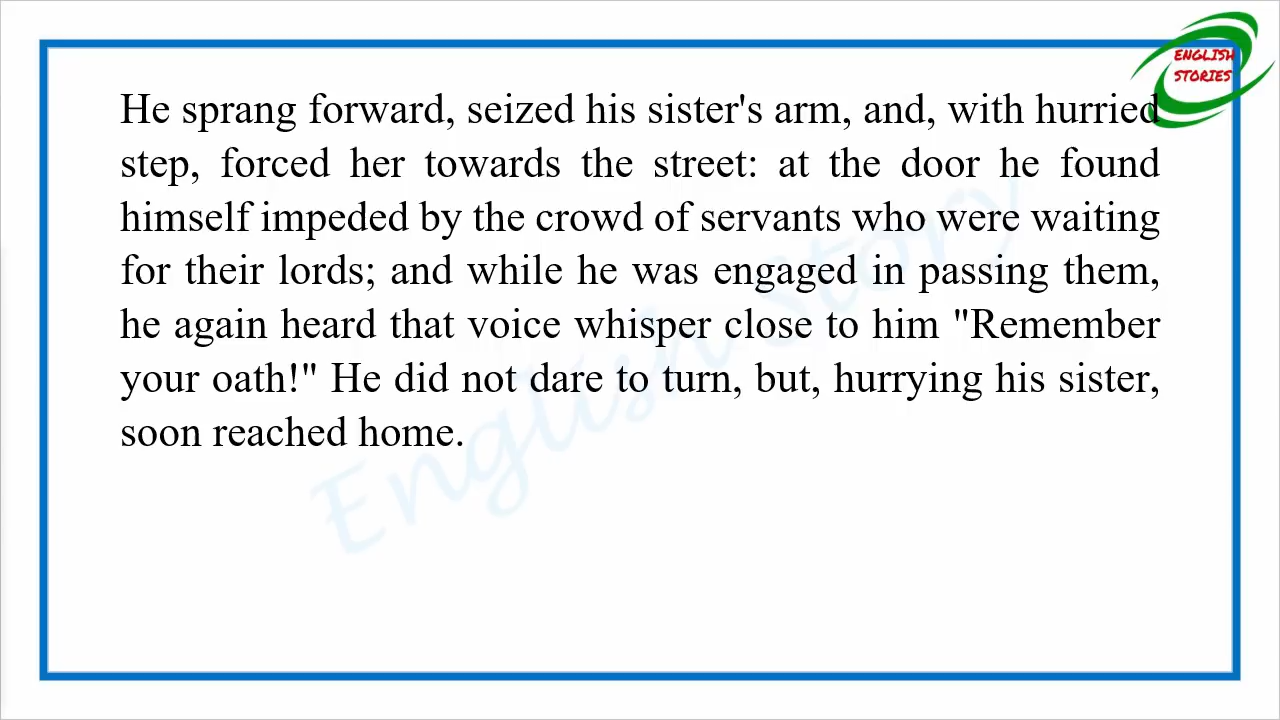 ENGLISH
STORIES
He sprang forward, seized his sister's arm, and, with hurried
step, forced her towards the street: at the door he found
himself impeded by the crowd of servants who were waiting
for their lords; and while he was engaged in passing them,
he again heard that voice whisper close to him "Remember
your oath!" He did not dare to turn, but, hurrying his sister,
soon reached home.
English Story